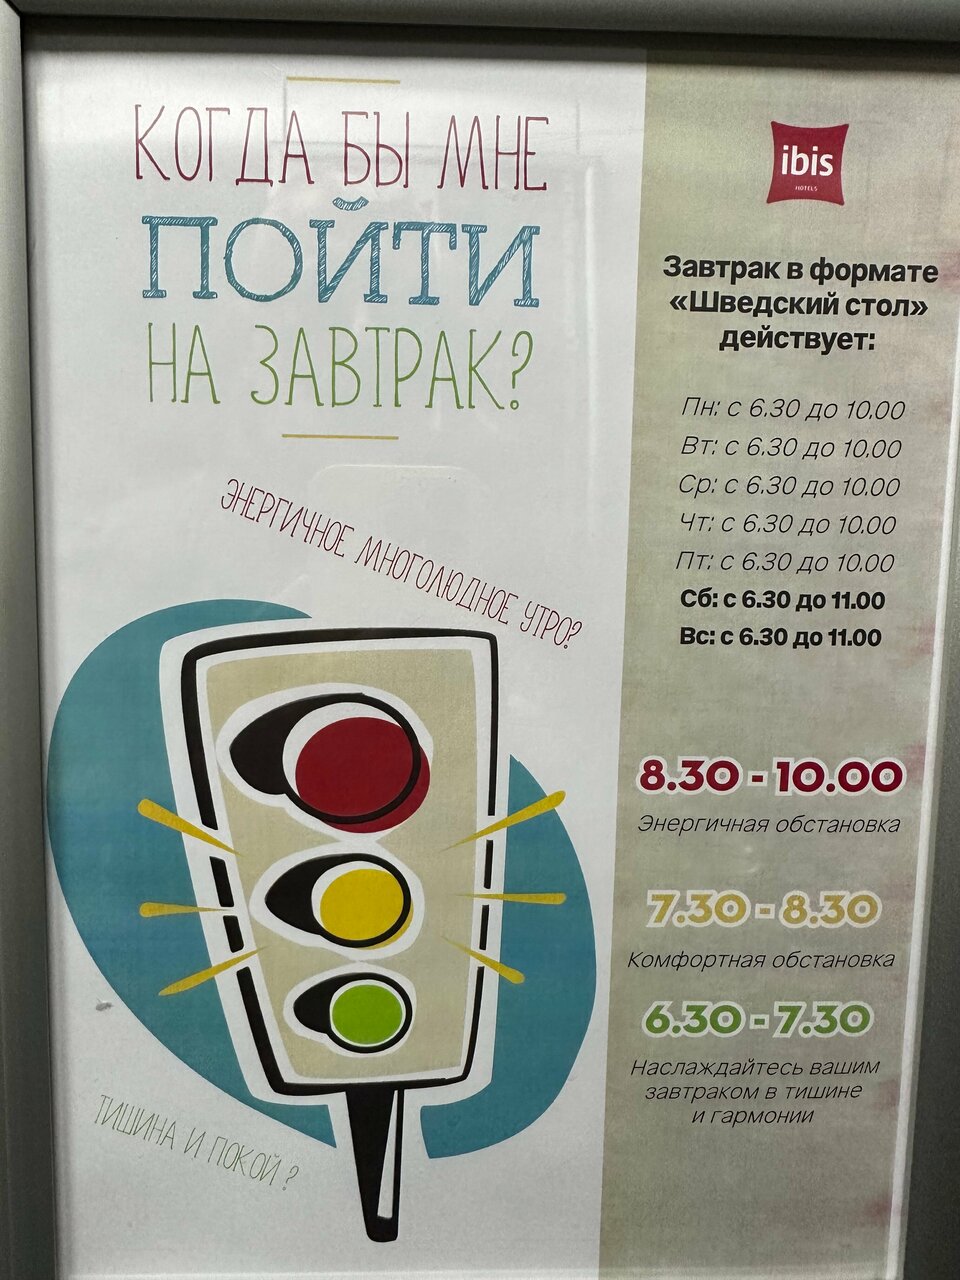 КОГДА БЫ МНЕ
ПОЙТИ
НА ЗАВТРАК?
ЭНЕРГИЧНОЕ МНОГОЛЮДНОЕ УТРО?
ТИШИНА И ПОКОЙ?
ibis
HOTELS
Завтрак в формате
«Шведский стол»
действует:
Пн: с 6.30 до 10.00
Вт: с 6.30 до 10.00
Ср: с 6.30 до 10.00
Чт: с 6.30 до 10.00
Пт: с 6.30 до 10.00
Сб: с 6.30 до 11.00
Вс: с 6.30 до 11.00
8.30 - 10.00
Энергичная обстановка
7.30 - 8.30
Комфортная обстановка
6.30 - 7.30
Наслаждайтесь вашим
завтраком в тишине
и гармонии